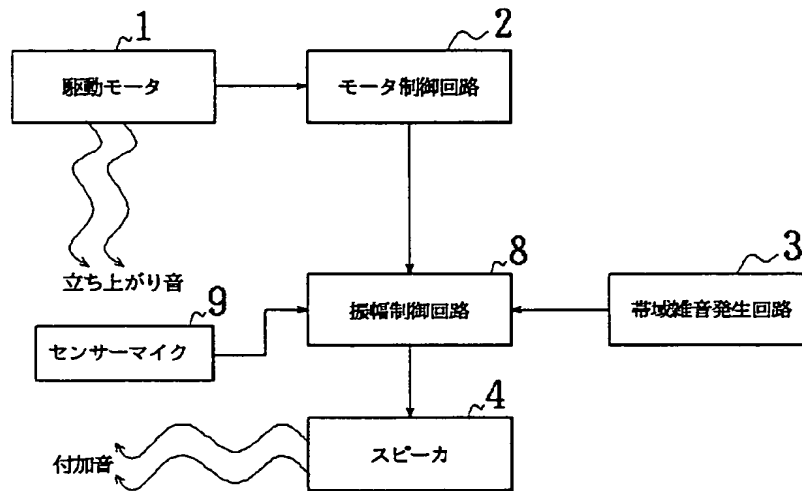 1
駆動モータ
2
モータ制御回路
立ち上がり音
8
振幅制御回路
3
帯域雑音発生回路
9
センサーマイク
4
スピーカ
付加音